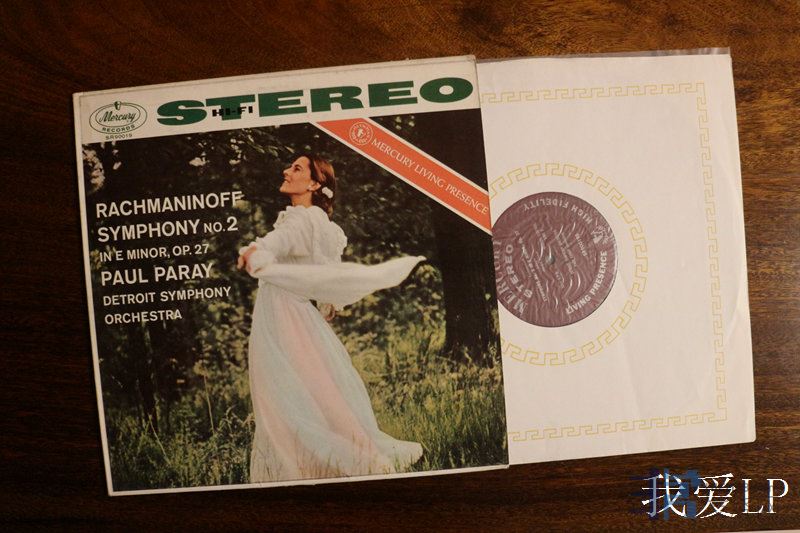 Mercury
RECORDS
SR90019
STEREO
HI-FI
MERCURY LIVING PRESENCE
RACHMANINOFF
SYMPHONY NO. 2
IN E MINOR, OP. 27
PAUL PARAY
DETROIT SYMPHONY
ORCHESTRA
STEREO
HIGH FIDELITY
LIVING PRESENCE
我爱LP